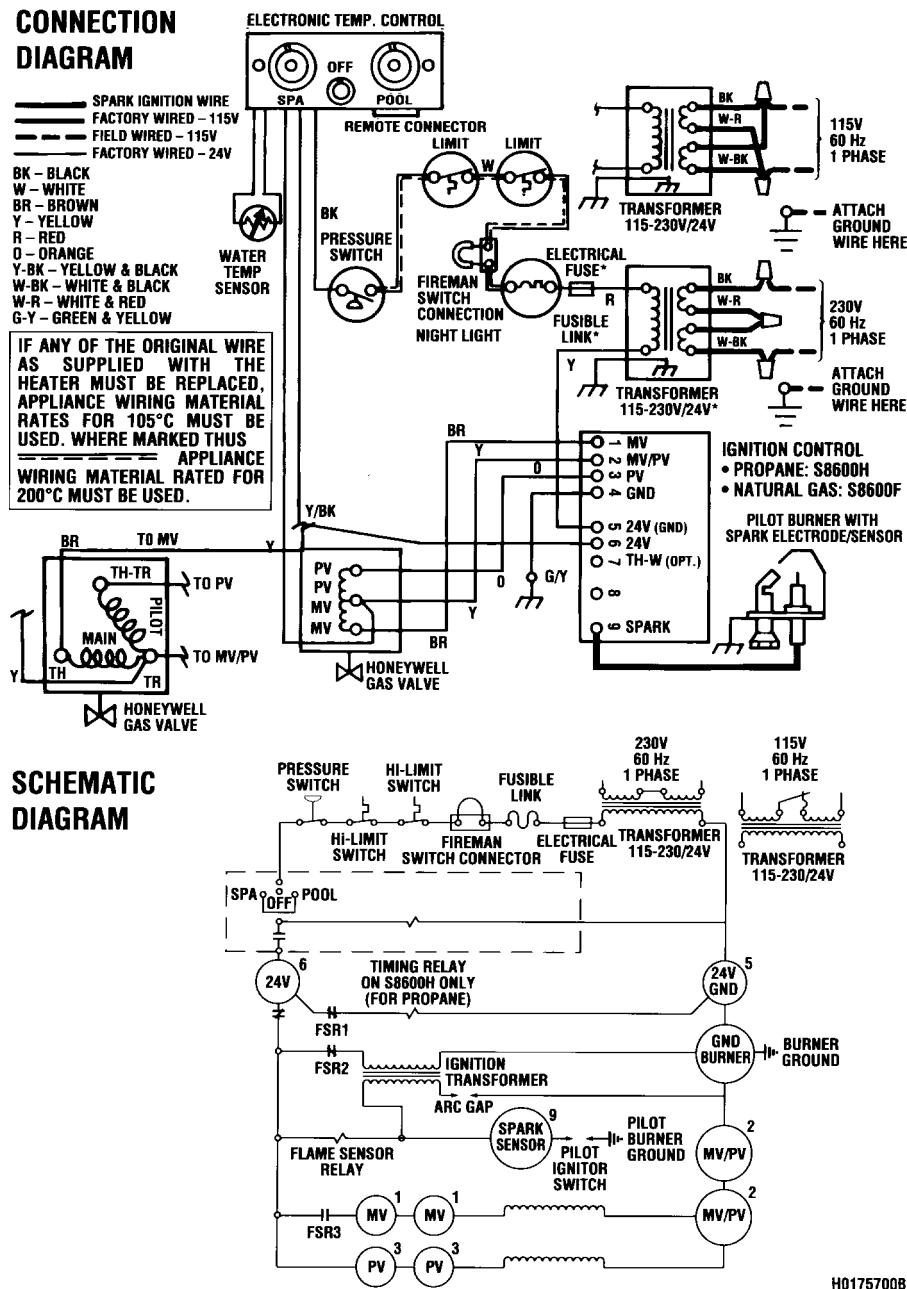 CONNECTION
DIAGRAM
SPARK IGNITION WIRE
FACTORY WIRED – 115V
FIELD WIRED – 115V
FACTORY WIRED – 24V
BK – BLACK
W – WHITE
BR – BROWN
Y – YELLOW
R – RED
O – ORANGE
Y-BK – YELLOW & BLACK
W-BK – WHITE & BLACK
W-R – WHITE & RED
G-Y – GREEN & YELLOW
IF ANY OF THE ORIGINAL WIRE
AS SUPPLIED WITH THE
HEATER MUST BE REPLACED,
APPLIANCE WIRING MATERIAL
RATES FOR 105°C MUST BE
USED. WHERE MARKED THUS
APPLIANCE
WIRING MATERIAL RATED FOR
200°C MUST BE USED.
ELECTRONIC TEMP. CONTROL
OFF
SPA
POOL
REMOTE CONNECTOR
WATER
TEMP
SENSOR
BK
PRESSURE
SWITCH
LIMIT
W
LIMIT
FIREMAN
SWITCH
CONNECTION
NIGHT LIGHT
ELECTRICAL
FUSE*
R
FUSIBLE
LINK*
Y
BK
W-R
W-BK
TRANSFORMER
115-230V/24V
115V
60 Hz
1 PHASE
ATTACH
GROUND
WIRE HERE
BK
W-R
W-BK
TRANSFORMER
115-230V/24V*
230V
60 Hz
1 PHASE
ATTACH
GROUND
WIRE HERE
BR
Y
O
1 MV
2 MV/PV
3 PV
4 GND
5 24V (GND)
6 24V
7 TH-W (OPT.)
8
9 SPARK
IGNITION CONTROL
• PROPANE: S8600H
• NATURAL GAS: S8600F
PILOT BURNER WITH
SPARK ELECTRODE/SENSOR
G/Y
Y/BK
PV
PV
MV
MV
O
Y
BR
HONEYWELL
GAS VALVE
BR
TO MV
Y
TH-TR
TO PV
PILOT
MAIN
TH
TR
TO MV/PV
Y
HONEYWELL
GAS VALVE
SCHEMATIC
DIAGRAM
PRESSURE
SWITCH
HI-LIMIT
SWITCH
Hi-LIMIT
SWITCH
FIREMAN
SWITCH CONNECTOR
FUSIBLE
LINK
ELECTRICAL
FUSE
230V
60 Hz
1 PHASE
TRANSFORMER
115-230/24V
115V
60 Hz
1 PHASE
TRANSFORMER
115-230/24V
SPA
OFF
POOL
24V
6
TIMING RELAY
ON S8600H ONLY
(FOR PROPANE)
24V
GND
5
FSR1
FSR2
IGNITION
TRANSFORMER
GND
BURNER
BURNER
GROUND
ARC GAP
FLAME SENSOR
RELAY
SPARK
SENSOR
9
PILOT
IGNITOR
SWITCH
PILOT
BURNER
GROUND
MV/PV
2
FSR3
MV
1
MV
1
MV/PV
2
PV
3
PV
3
H0175700B